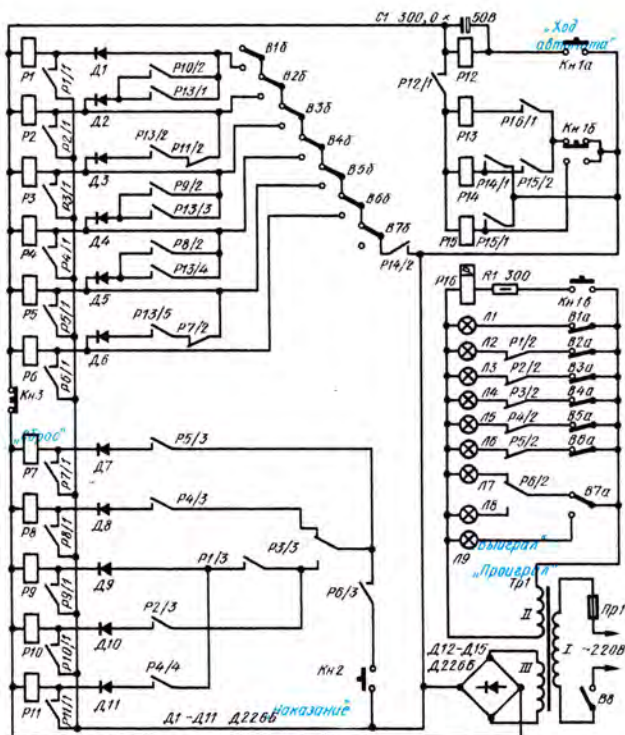 С1 300,0 × 50В
„Ход автомата"
Р1
Р1/1
Д1
Р10/2
Р13/1
В1б
Р12
Кн1а
Р12/1
Р2
Р2/1
Д2
В2б
Р13
Р16/1
Кн1б
Р13/2
Р11/2
В3б
Р3
Р3/1
Д3
Р9/2
В4б
Р14
Р14/1
Р15/2
Р4
Р4/1
Д4
Р13/3
В5б
Р15
Р15/1
Р8/2
В6б
Р5
Р5/1
Д5
Р13/4
В7б
Р14/2
Р16
R1 300
Кн1в
Р13/5
Р7/2
Р6
Р6/1
Д6
Л1
В1а
Л2
Р1/2
В2а
Л3
Р2/2
В3а
Кн3
Л4
Р3/2
В4а
„Сброс"
Л5
Р4/2
В5а
Р7
Р7/1
Д7
Р5/3
Л6
Р5/2
В6а
Р8
Р8/1
Д8
Р4/3
Л7
Р6/2
В7а
Л8
Р1/3
Р3/3
Л9
„Выиграл"
„Проиграл"
Р9
Р9/1
Д9
Р6/3
Тр1
Р2/3
II
Пр1
Р10
Р10/1
Д10
Кн2
Д12-Д15
Д226Б
III
I
~220В
Р4/4
В8
Р11
Р11/1
Д11
Д1-Д11 Д226Б
„Наказание"